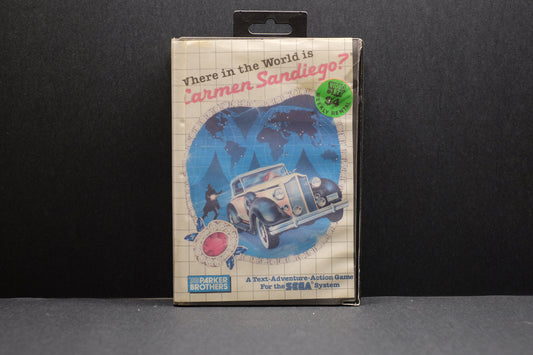 Where in the World is
Carmen Sandiego?
PARKER
BROTHERS
A Text-Adventure-Action Game
For the SEGA® System